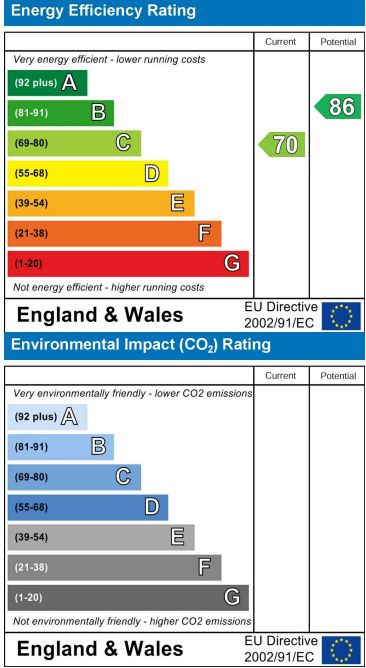 Energy Efficiency Rating
Current Potential
Very energy efficient - lower running costs
(92 plus) A
(81-91) B
86
(69-80) C
70
(55-68) D
(39-54) E
(21-38) F
(1-20) G
Not energy efficient - higher running costs
England & Wales
EU Directive
2002/91/EC
Environmental Impact (CO₂) Rating
Current Potential
Very environmentally friendly - lower CO2 emissions
(92 plus) A
(81-91) B
(69-80) C
(55-68) D
(39-54) E
(21-38) F
(1-20) G
Not environmentally friendly - higher CO2 emissions
England & Wales
EU Directive
2002/91/EC